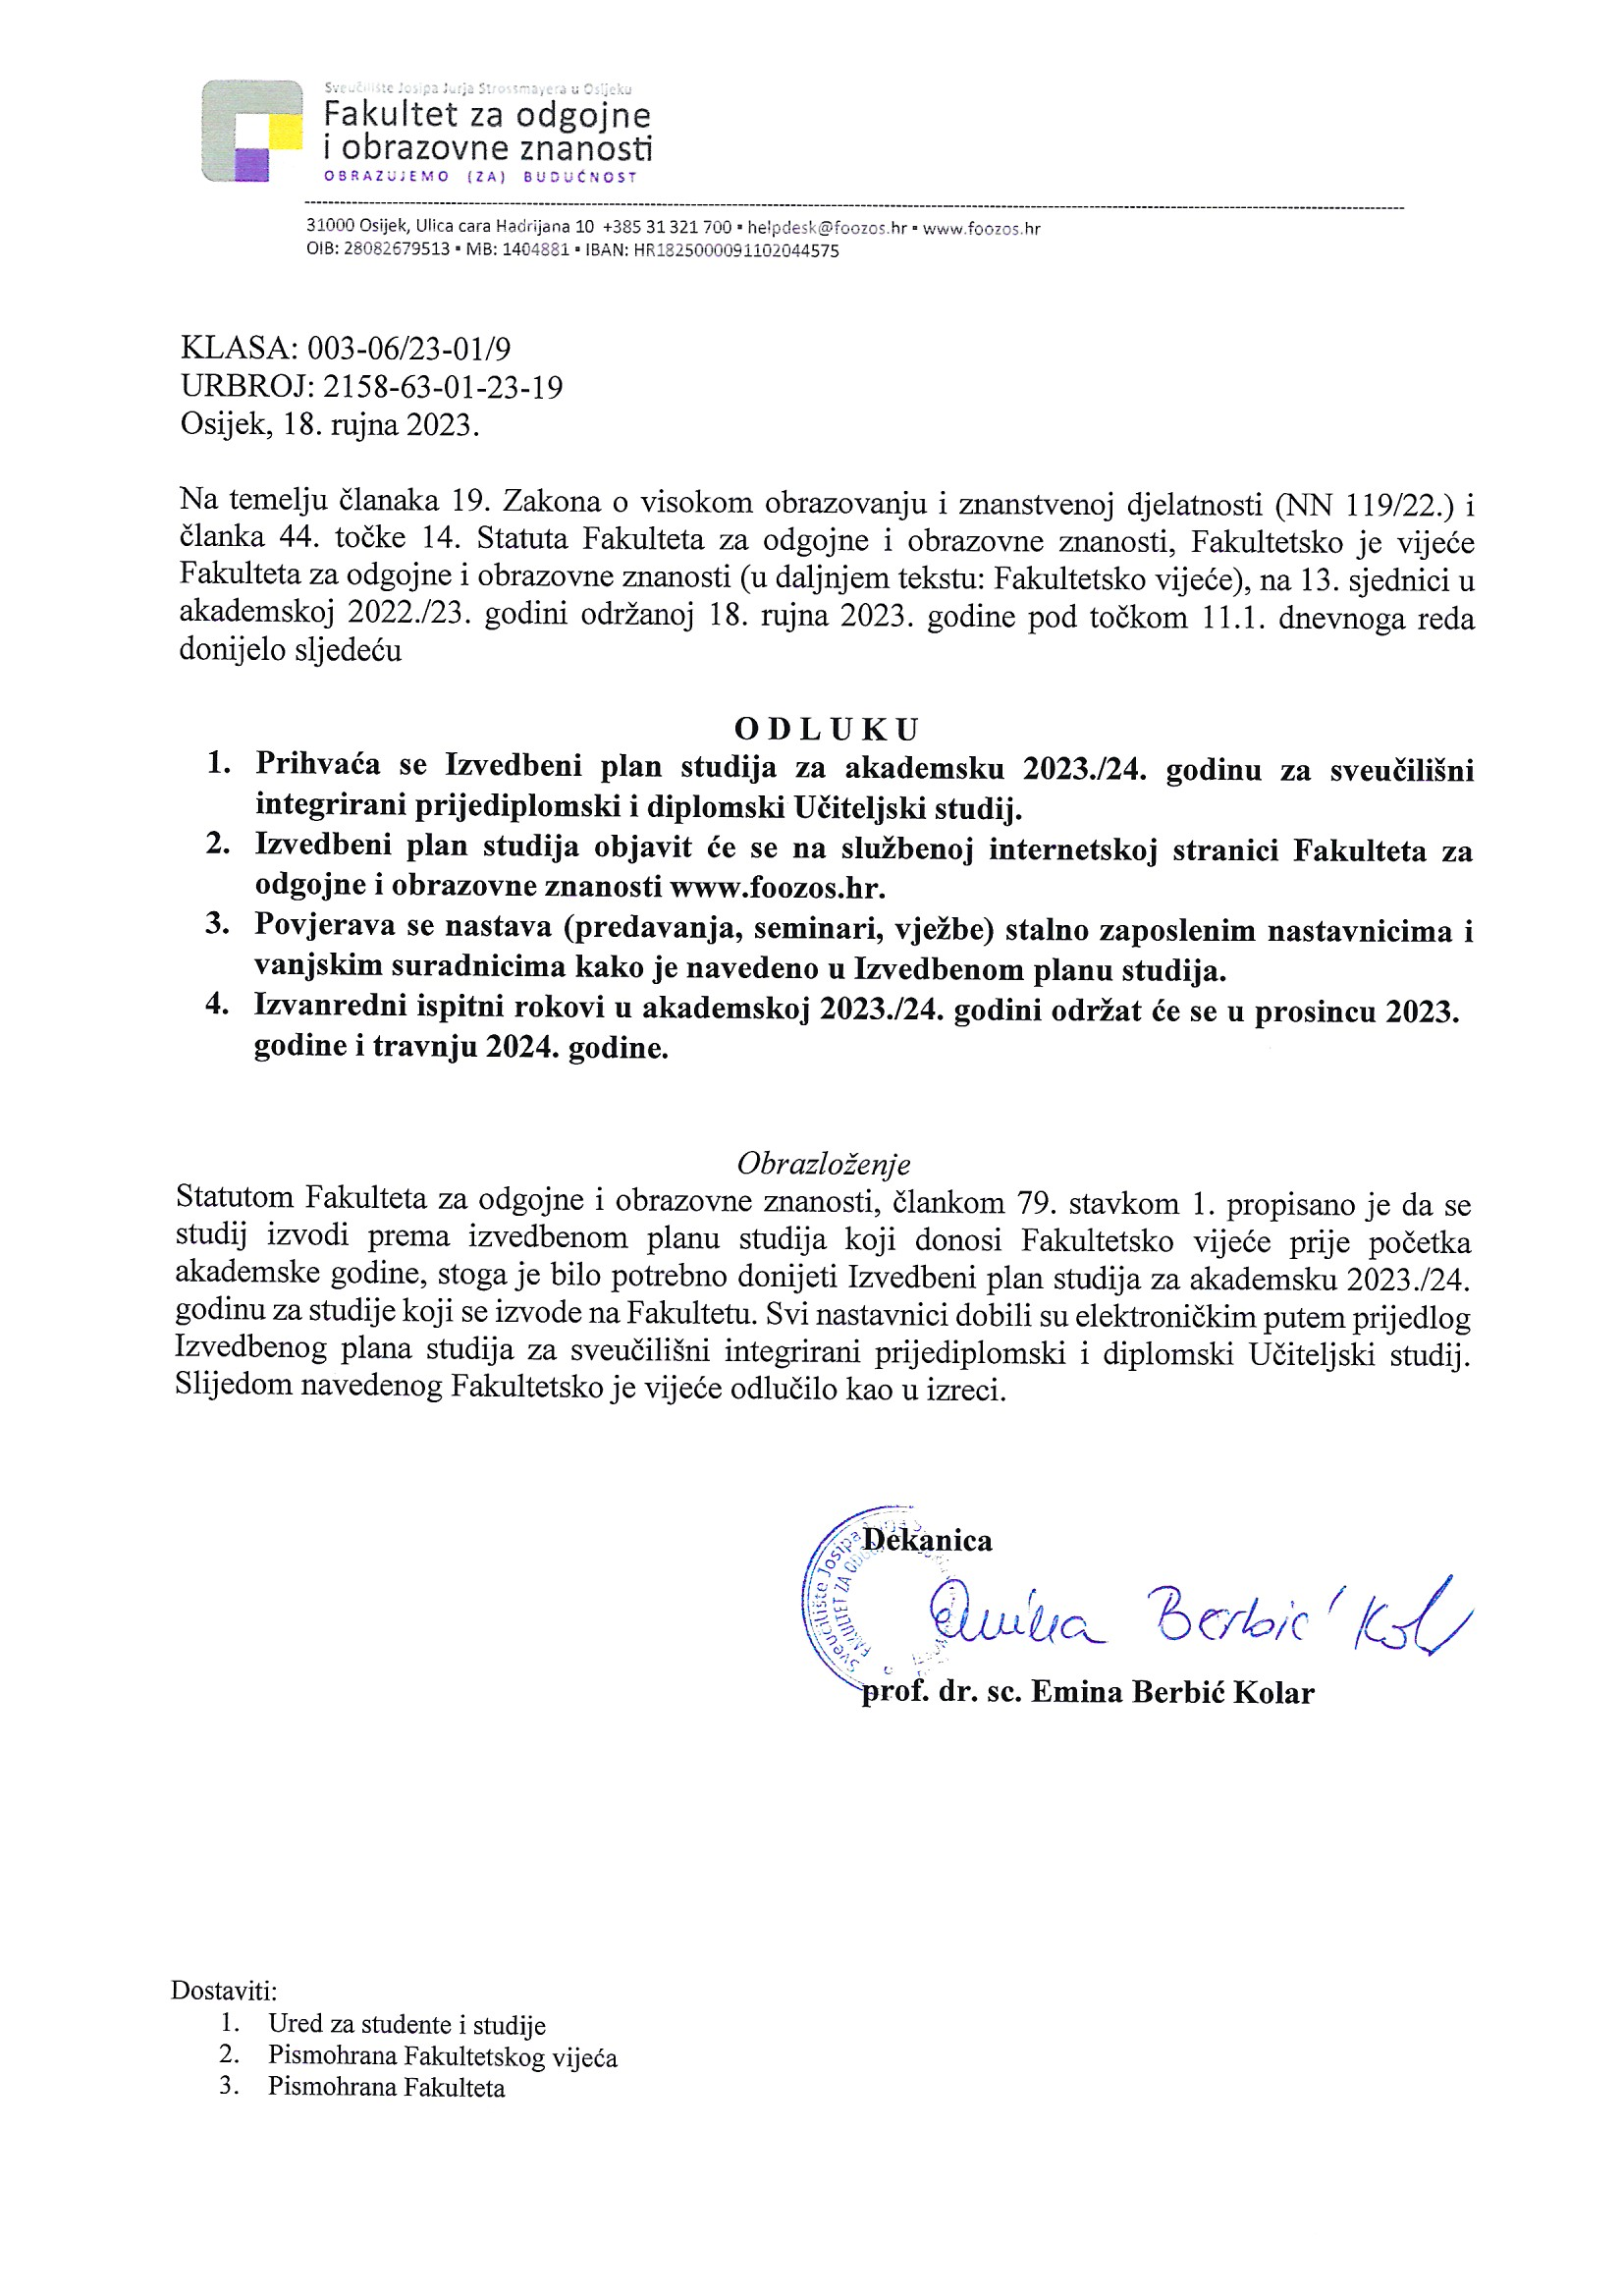 Sveučilište Josipa Jurja Strossmayera u Osijeku
Fakultet za odgojne
i obrazovne znanosti
OBRAZUJEMO (ZA) BUDUĆNOST
31000 Osijek, Ulica cara Hadrijana 10 +385 31 321 700 ▪ helpdesk@foozos.hr ▪ www.foozos.hr
OIB: 28082679513 ▪ MB: 1404881 ▪ IBAN: HR1825000091102044575
KLASA: 003-06/23-01/9
URBROJ: 2158-63-01-23-19
Osijek, 18. rujna 2023.
Na temelju članaka 19. Zakona o visokom obrazovanju i znanstvenoj djelatnosti (NN 119/22.) i
članka 44. točke 14. Statuta Fakulteta za odgojne i obrazovne znanosti, Fakultetsko je vijeće
Fakulteta za odgojne i obrazovne znanosti (u daljnjem tekstu: Fakultetsko vijeće), na 13. sjednici u
akademskoj 2022./23. godini održanoj 18. rujna 2023. godine pod točkom 11.1. dnevnoga reda
donijelo sljedeću
O D L U K U
1. Prihvaća se Izvedbeni plan studija za akademsku 2023./24. godinu za sveučilišni
integrirani prijediplomski i diplomski Učiteljski studij.
2. Izvedbeni plan studija objavit će se na službenoj internetskoj stranici Fakulteta za
odgojne i obrazovne znanosti www.foozos.hr.
3. Povjerava se nastava (predavanja, seminari, vježbe) stalno zaposlenim nastavnicima i
vanjskim suradnicima kako je navedeno u Izvedbenom planu studija.
4. Izvanredni ispitni rokovi u akademskoj 2023./24. godini održat će se u prosincu 2023.
godine i travnju 2024. godine.
Obrazloženje
Statutom Fakulteta za odgojne i obrazovne znanosti, člankom 79. stavkom 1. propisano je da se
studij izvodi prema izvedbenom planu studija koji donosi Fakultetsko vijeće prije početka
akademske godine, stoga je bilo potrebno donijeti Izvedbeni plan studija za akademsku 2023./24.
godinu za studije koji se izvode na Fakultetu. Svi nastavnici dobili su elektroničkim putem prijedlog
Izvedbenog plana studija za sveučilišni integrirani prijediplomski i diplomski Učiteljski studij.
Slijedom navedenog Fakultetsko je vijeće odlučilo kao u izreci.
Dekanica
Sveučilište Josipa Jurja
FAKULTET ZA
Emina Berbić Kol
prof. dr. sc. Emina Berbić Kolar
Dostaviti:
1. Ured za studente i studije
2. Pismohrana Fakultetskog vijeća
3. Pismohrana Fakulteta